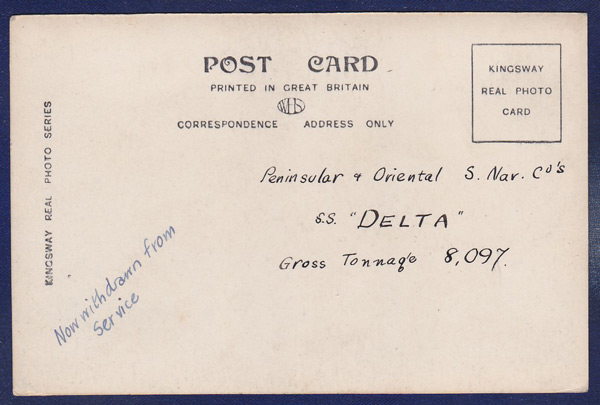 POST CARD
PRINTED IN GREAT BRITAIN
WHS
CORRESPONDENCE ADDRESS ONLY
KINGSWAY
REAL PHOTO
CARD
KINGSWAY REAL PHOTO SERIES
Peninsular & Oriental S. Nav. Co's
S.S. "DELTA"
Gross Tonnage 8,097.
Now withdrawn from
Service